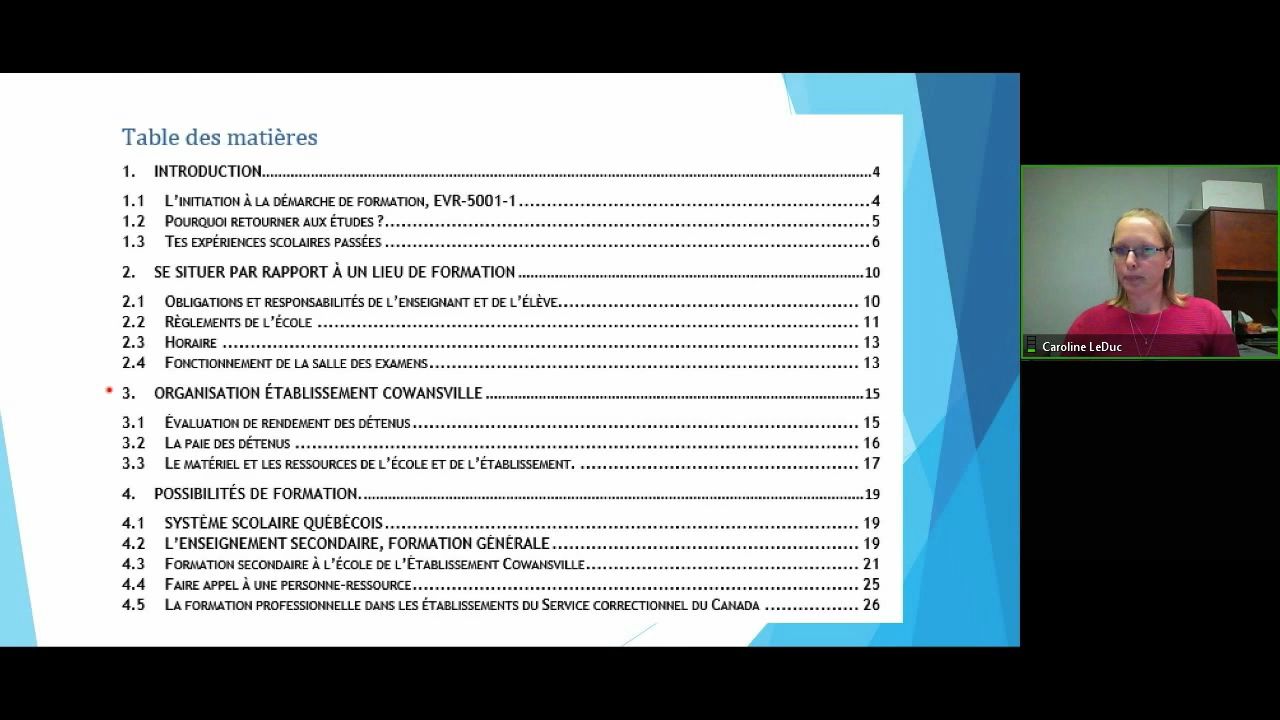 Table des matières
1. INTRODUCTION.....4
1.1 L'INITIATION À LA DÉMARCHE DE FORMATION, EVR-5001-1.....4
1.2 POURQUOI RETOURNER AUX ÉTUDES ?.....5
1.3 TES EXPÉRIENCES SCOLAIRES PASSÉES.....6
2. SE SITUER PAR RAPPORT À UN LIEU DE FORMATION.....10
2.1 OBLIGATIONS ET RESPONSABILITÉS DE L'ENSEIGNANT ET DE L'ÉLÈVE.....10
2.2 RÈGLEMENTS DE L'ÉCOLE.....11
2.3 HORAIRE.....13
2.4 FONCTIONNEMENT DE LA SALLE DES EXAMENS.....13
3. ORGANISATION ÉTABLISSEMENT COWANSVILLE.....15
3.1 ÉVALUATION DE RENDEMENT DES DÉTENUS.....15
3.2 LA PAIE DES DÉTENUS.....16
3.3 LE MATÉRIEL ET LES RESSOURCES DE L'ÉCOLE ET DE L'ÉTABLISSEMENT......17
4. POSSIBILITÉS DE FORMATION.....19
4.1 SYSTÈME SCOLAIRE QUÉBÉCOIS.....19
4.2 L'ENSEIGNEMENT SECONDAIRE, FORMATION GÉNÉRALE.....19
4.3 FORMATION SECONDAIRE À L'ÉCOLE DE L'ÉTABLISSEMENT COWANSVILLE.....21
4.4 FAIRE APPEL À UNE PERSONNE-RESSOURCE.....25
4.5 LA FORMATION PROFESSIONNELLE DANS LES ÉTABLISSEMENTS DU SERVICE CORRECTIONNEL DU CANADA.....26
Caroline LeDuc